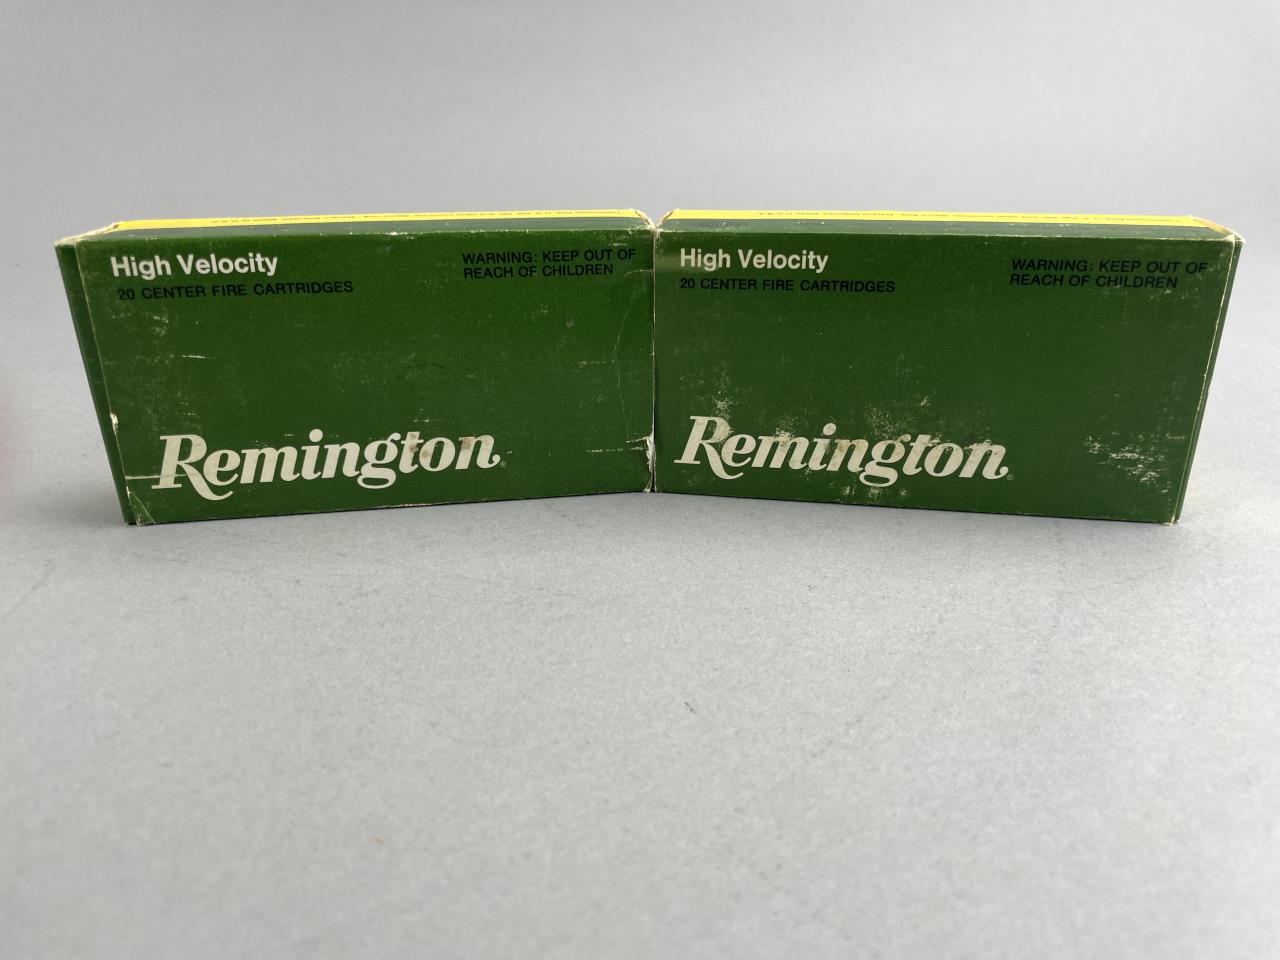 High Velocity
20 CENTER FIRE CARTRIDGES
WARNING: KEEP OUT OF
REACH OF CHILDREN
Remington®
High Velocity
20 CENTER FIRE CARTRIDGES
WARNING: KEEP OUT OF
REACH OF CHILDREN
Remington®